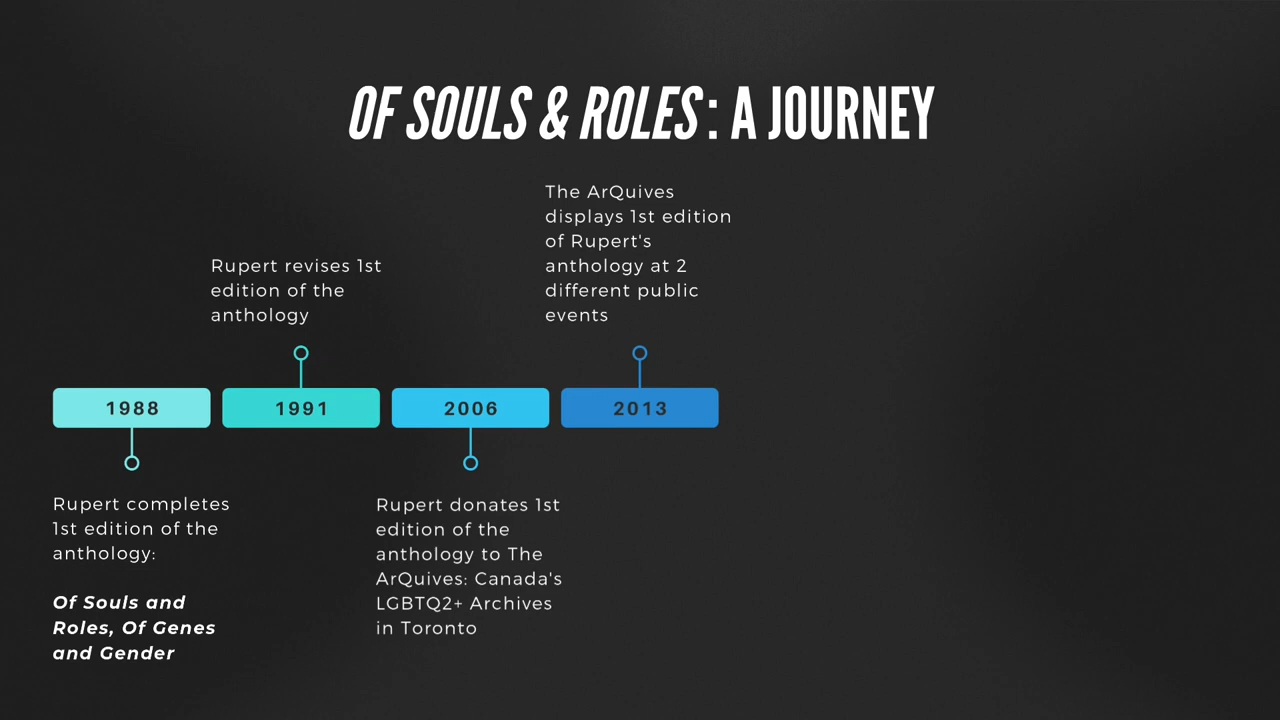 OF SOULS & ROLES: A JOURNEY
The ArQuives
displays 1st edition
of Rupert's
anthology at 2
different public
events
Rupert revises 1st
edition of the
anthology
1988
1991
2006
2013
Rupert completes
1st edition of the
anthology:
Of Souls and
Roles, Of Genes
and Gender
Rupert donates 1st
edition of the
anthology to The
ArQuives: Canada's
LGBTQ2+ Archives
in Toronto